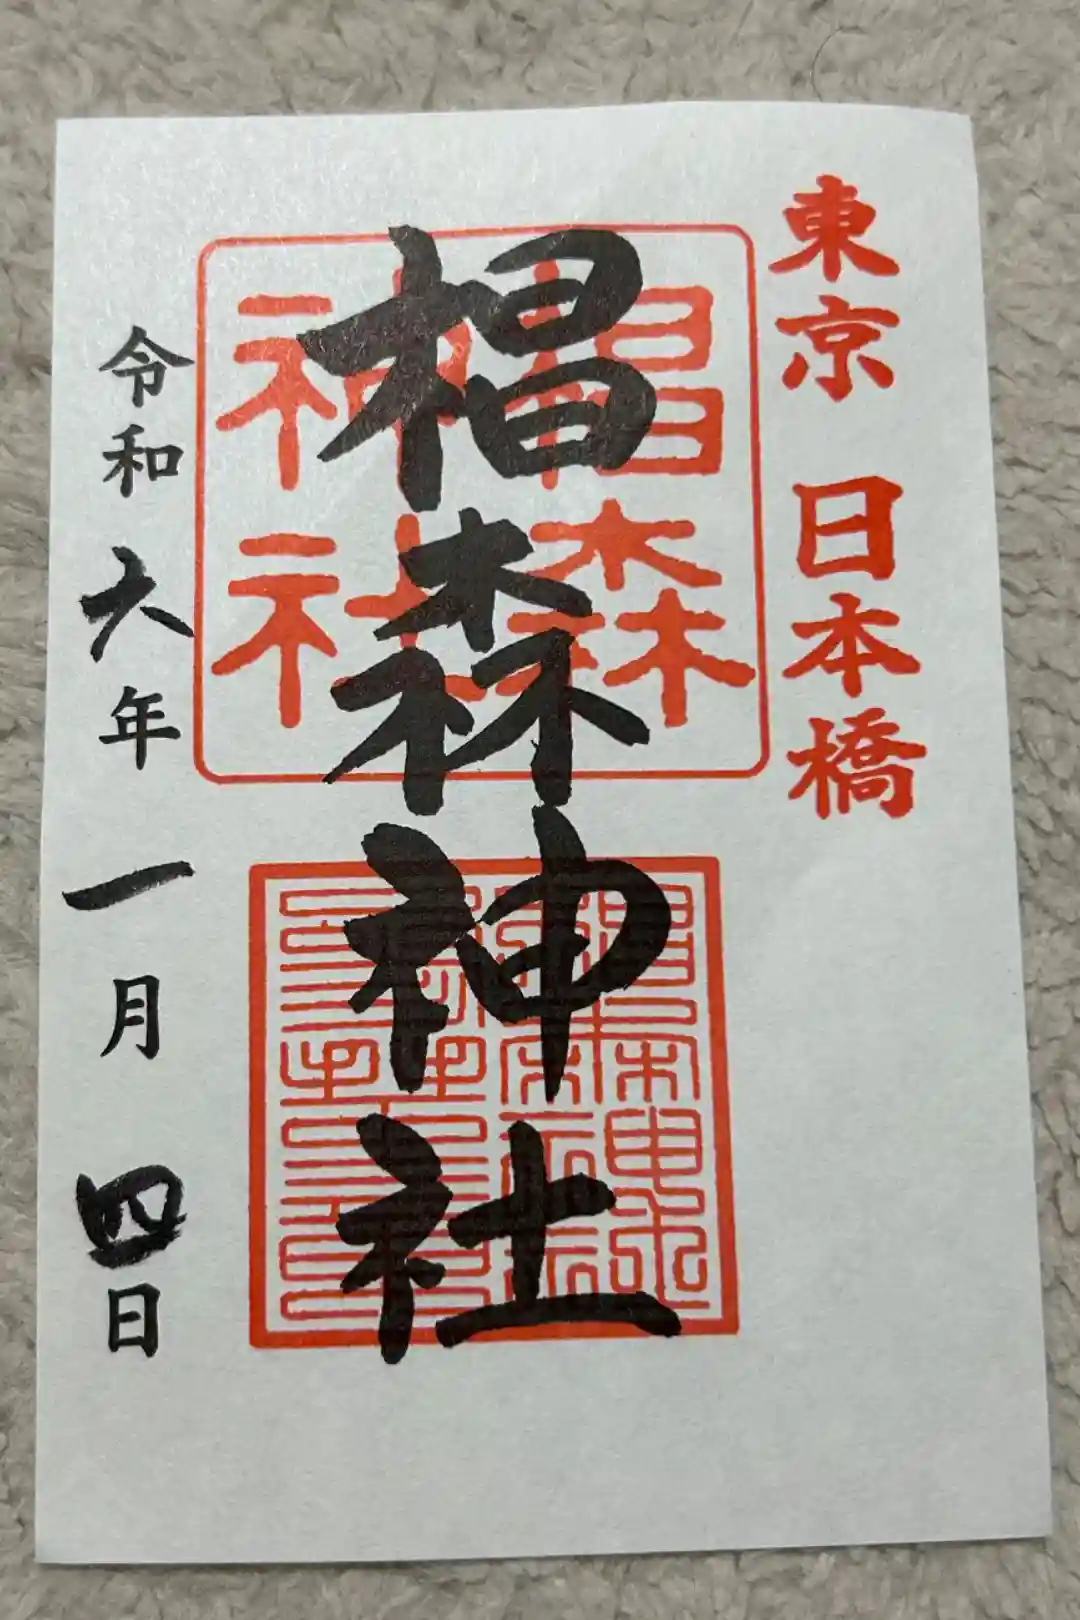 東京 日本橋
椙森
神社
椙森神社
令和六年一月四日